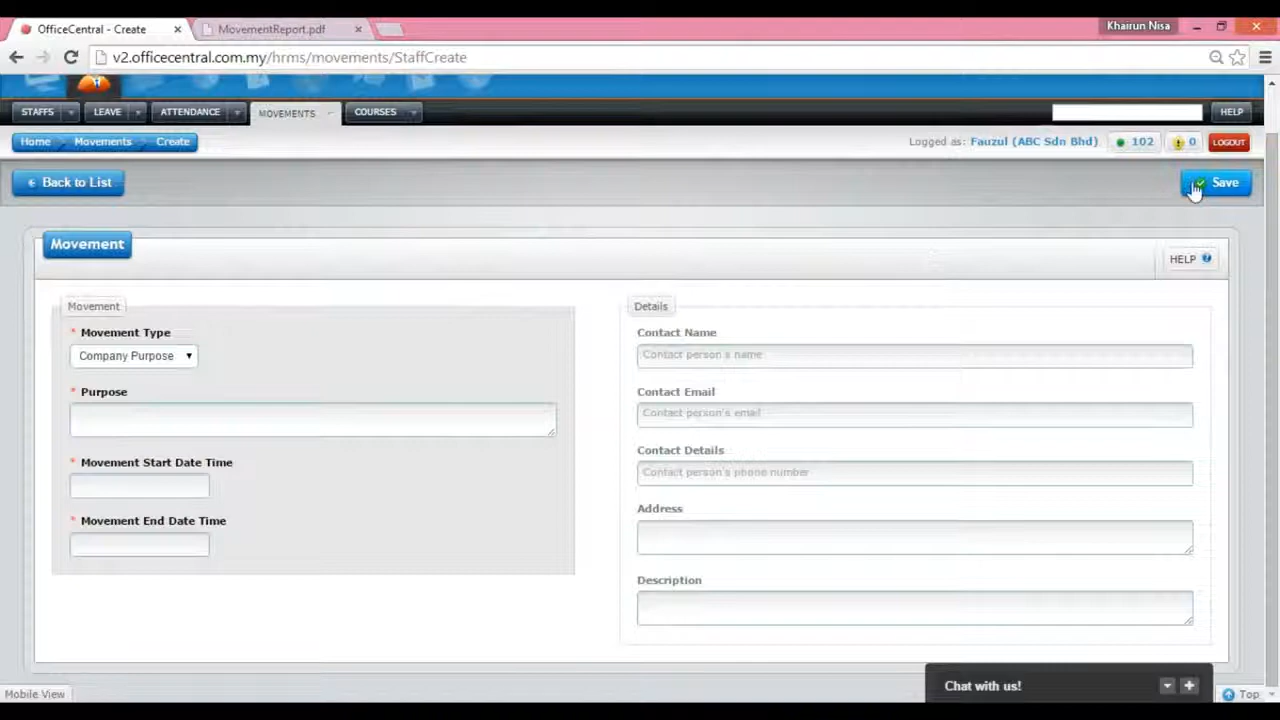 OfficeCentral - Create
MovementReport.pdf
Khairun Nisa
v2.officecentral.com.my/hrms/movements/StaffCreate
STAFFS
LEAVE
ATTENDANCE
MOVEMENTS
COURSES
HELP
Home
Movements
Create
Logged as: Fauzul (ABC Sdn Bhd)
102
0
LOGOUT
Back to List
Save
Movement
HELP
Movement
* Movement Type
Company Purpose
* Purpose
* Movement Start Date Time
* Movement End Date Time
Details
Contact Name
Contact person's name
Contact Email
Contact person's email
Contact Details
Contact person's phone number
Address
Description
Chat with us!
Mobile View
Top